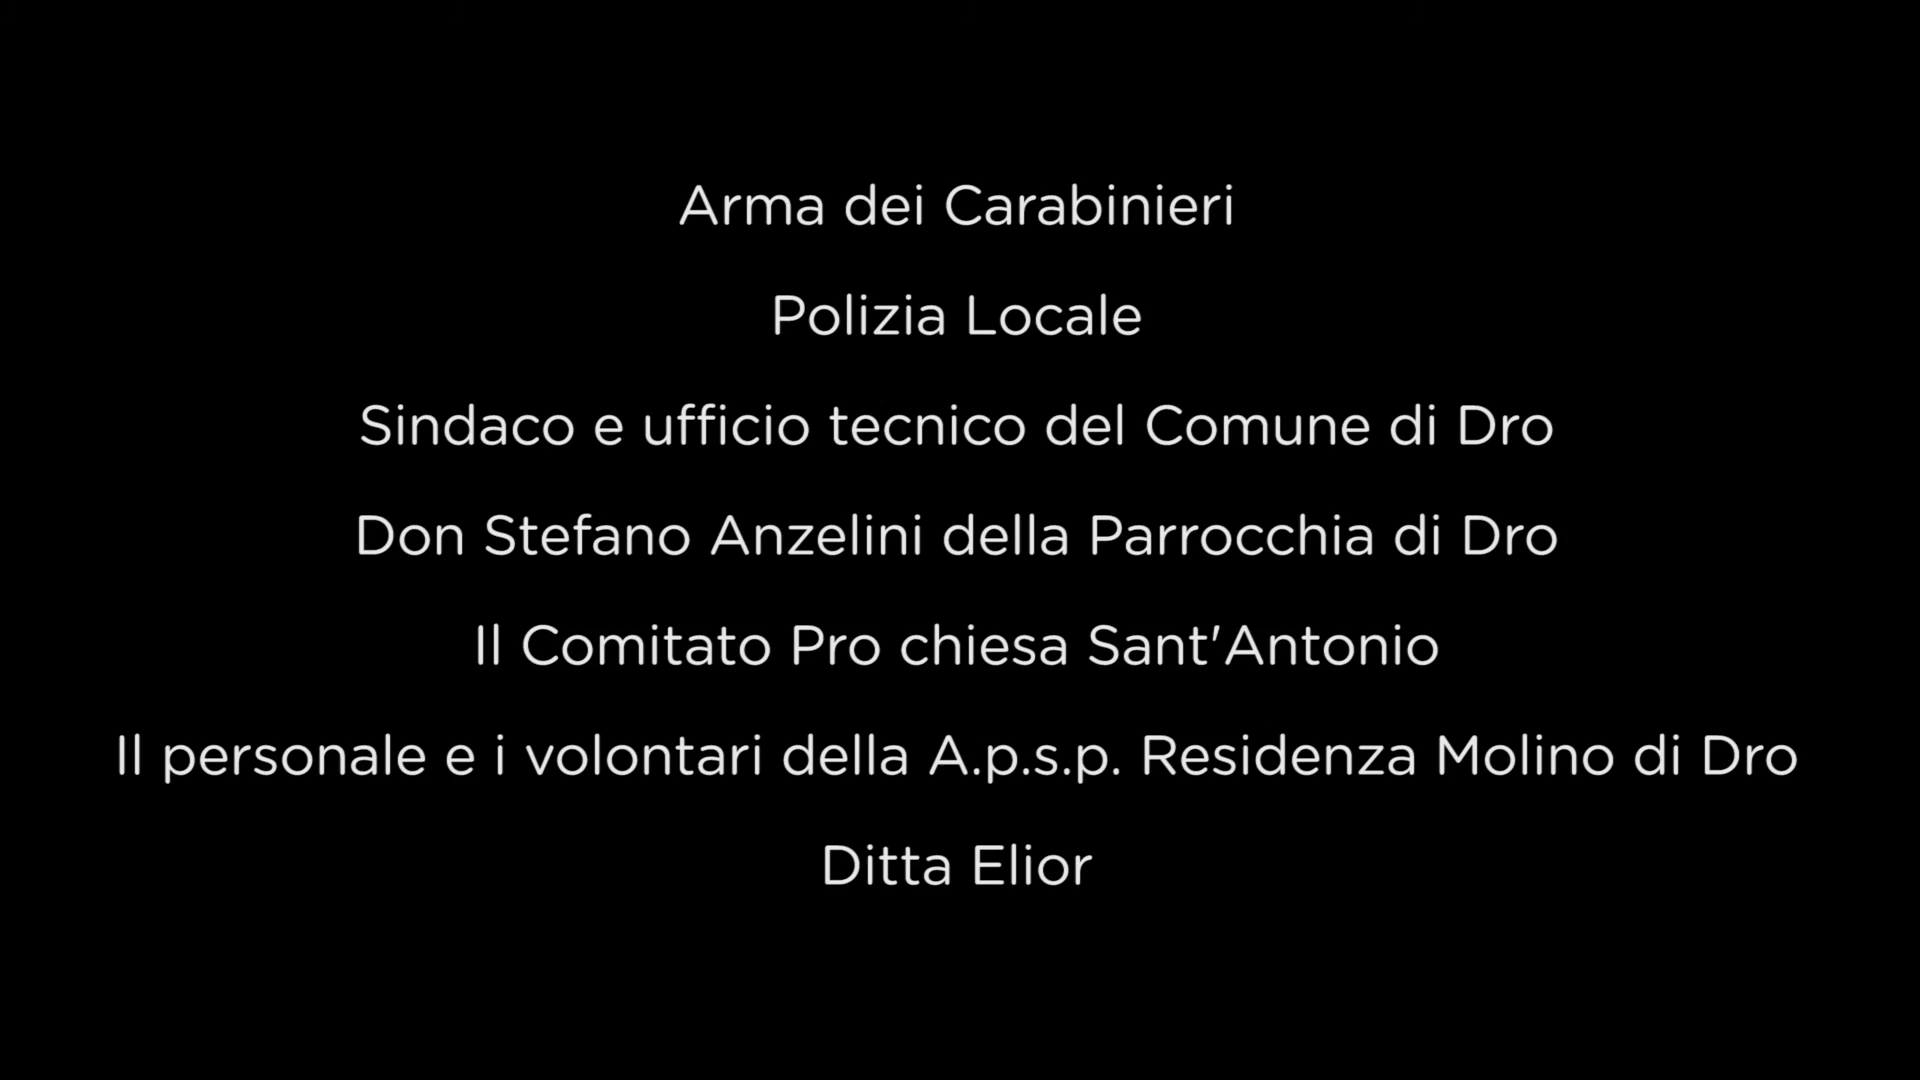 Arma dei Carabinieri
Polizia Locale
Sindaco e ufficio tecnico del Comune di Dro
Don Stefano Anzelini della Parrocchia di Dro
Il Comitato Pro chiesa Sant'Antonio
Il personale e i volontari della A.p.s.p. Residenza Molino di Dro
Ditta Elior